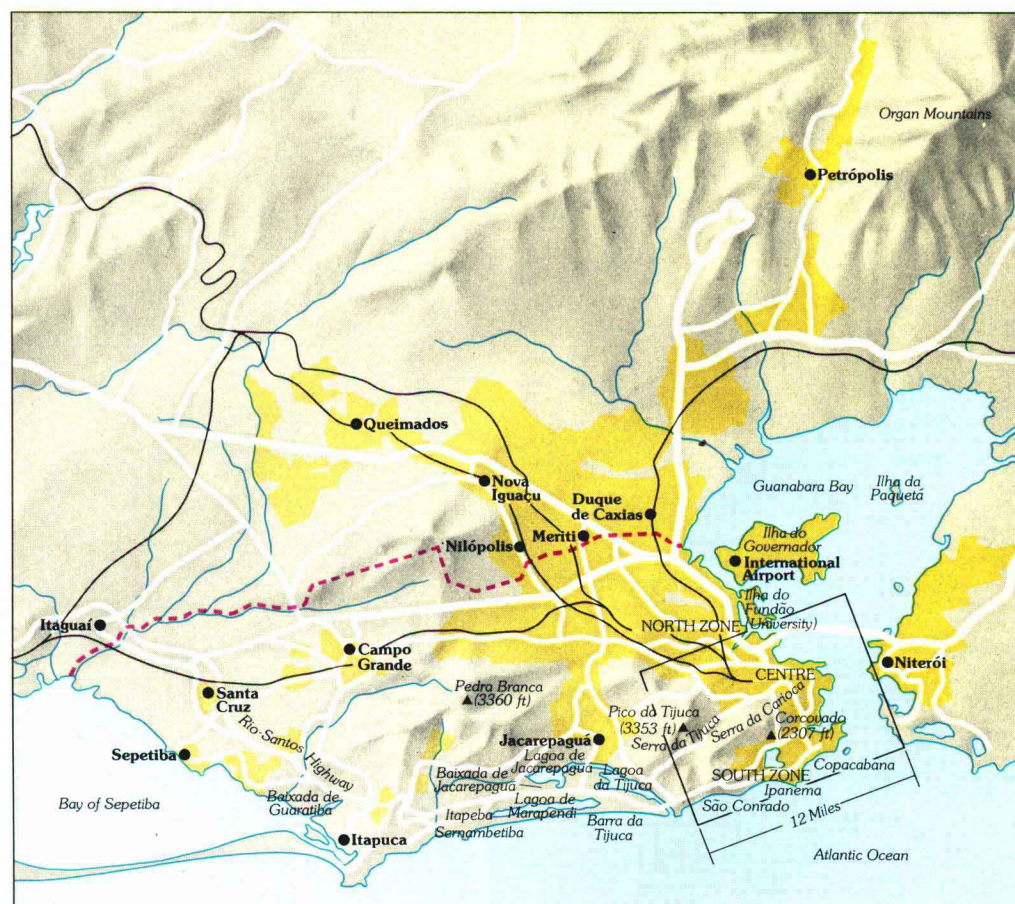 Organ Mountains
Petrópolis
Queimados
Nova
Iguaçu
Duque
de Caxias
Guanabara Bay
Ilha da
Paquetá
Meriti
Nilópolis
Ilha do
Governador
International
Airport
Ilha do
Fundão
(University)
NORTH ZONE
Itaguaí
Campo
Grande
Niterói
CENTRE
Santa
Cruz
Pedra Branca
(3360 ft)
Pico da Tijuca
(3353 ft)
Serra da Tijuca
Serra da Carioca
Corcovado
(2307 ft)
Rio-Santos Highway
Jacarepaguá
Sepetiba
Lagoa de
Jacarepaguá
Lagoa
da Tijuca
Baixada de
Jacarepaguá
SOUTH ZONE
Copacabana
Ipanema
São Conrado
Bay of Sepetiba
Baixada de
Guaratiba
Itapeba
Sernambetiba
Lagoa de
Marapendi
Barra da
Tijuca
12 Miles
Itapuca
Atlantic Ocean